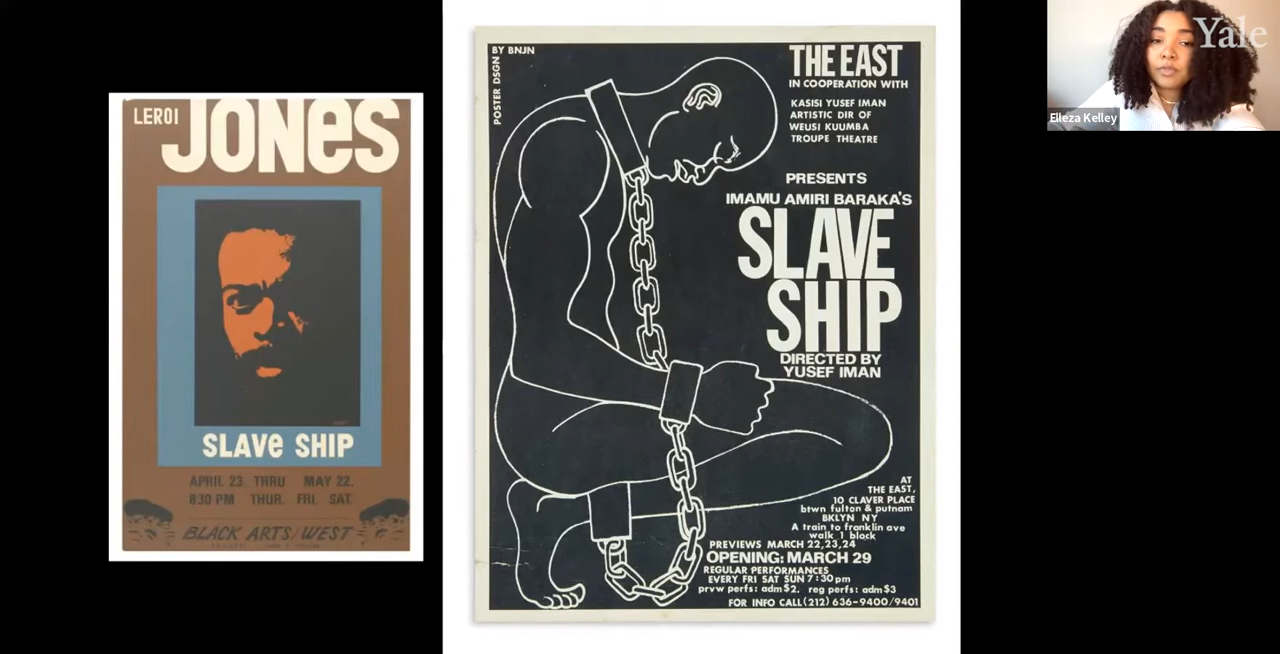 LEROI
JONES
SLAVE SHIP
APRIL 23 THRU MAY 22.
8:30 PM THUR. FRI. SAT.
BLACK ARTS/WEST
POSTER DSGN BY BNJN
THE EAST
IN COOPERATION WITH
KASISI YUSEF IMAN
ARTISTIC DIR OF
WEUSI KUUMBA
TROUPE THEATRE
PRESENTS
IMAMU AMIRI BARAKA'S
SLAVE
SHIP
DIRECTED BY
YUSEF IMAN
AT
THE EAST,
10 CLAVER PLACE
btwn fulton & putnam
BKLYN NY
A train to franklin ave
walk 1 block
PREVIEWS MARCH 22,23,24
OPENING: MARCH 29
REGULAR PERFORMANCES
EVERY FRI SAT SUN 7:30pm
prvw perfs: adm $2. reg perfs: adm $3
FOR INFO CALL (212) 636-9400/9401
Yale
Elleza Kelley